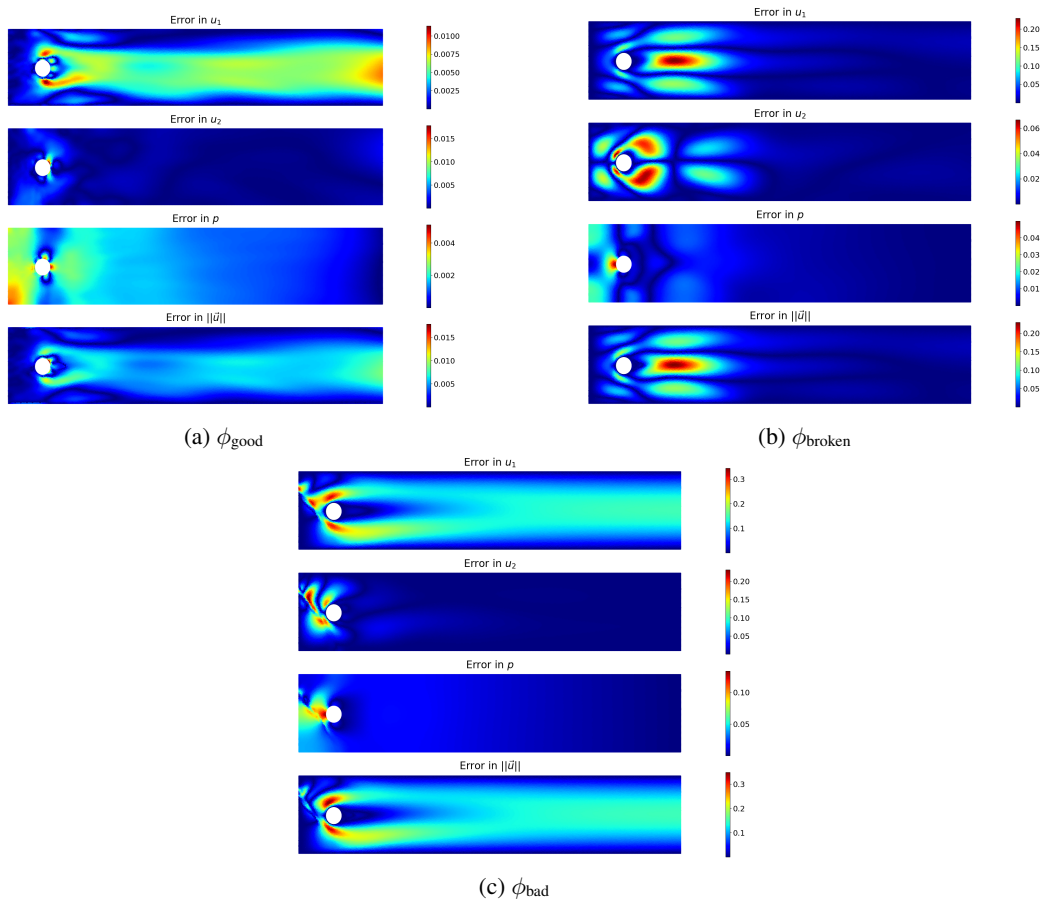 Error in u₁
0.0100
0.0075
0.0050
0.0025
Error in u₂
0.015
0.010
0.005
Error in p
0.004
0.002
Error in ||u⃗||
0.010
0.005
(a) ϕgood
Error in u₁
0.20
0.15
0.10
0.05
Error in u₂
0.06
0.04
0.02
Error in p
0.04
0.03
0.02
0.01
Error in ||u⃗||
0.20
0.15
0.10
0.05
(b) ϕbroken
Error in u₁
0.3
0.2
0.1
Error in u₂
0.20
0.15
0.10
0.05
Error in p
0.10
0.05
Error in ||u⃗||
0.3
0.2
0.1
(c) ϕbad